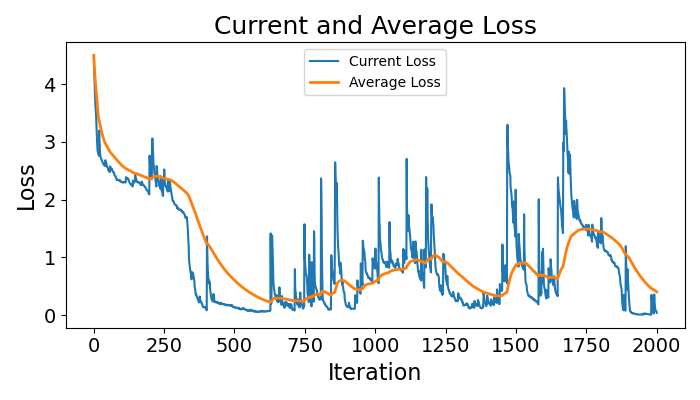 Current and Average Loss
Current Loss
Average Loss
Loss
4
3
2
1
0
0 250 500 750 1000 1250 1500 1750 2000
Iteration